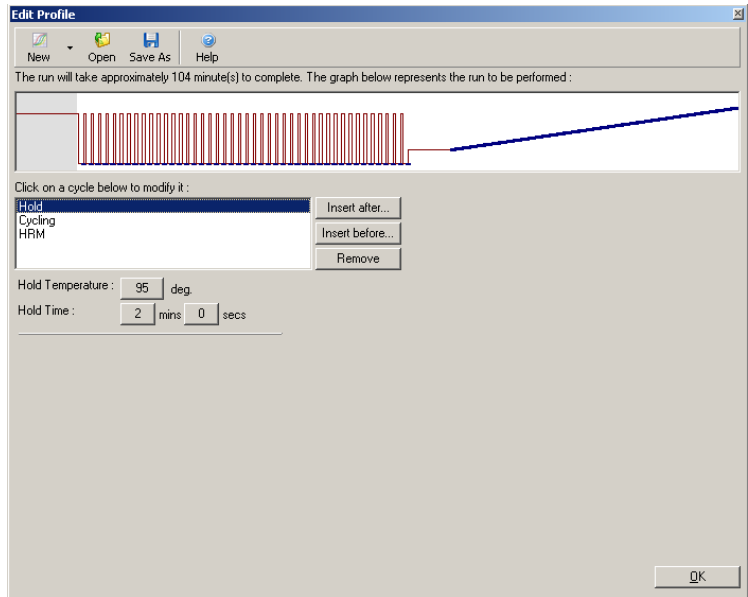 Edit Profile
New Open Save As Help
The run will take approximately 104 minute(s) to complete. The graph below represents the run to be performed :
Click on a cycle below to modify it :
Hold
Cycling
HRM
Insert after...
Insert before...
Remove
Hold Temperature : 95 deg.
Hold Time : 2 mins 0 secs
OK